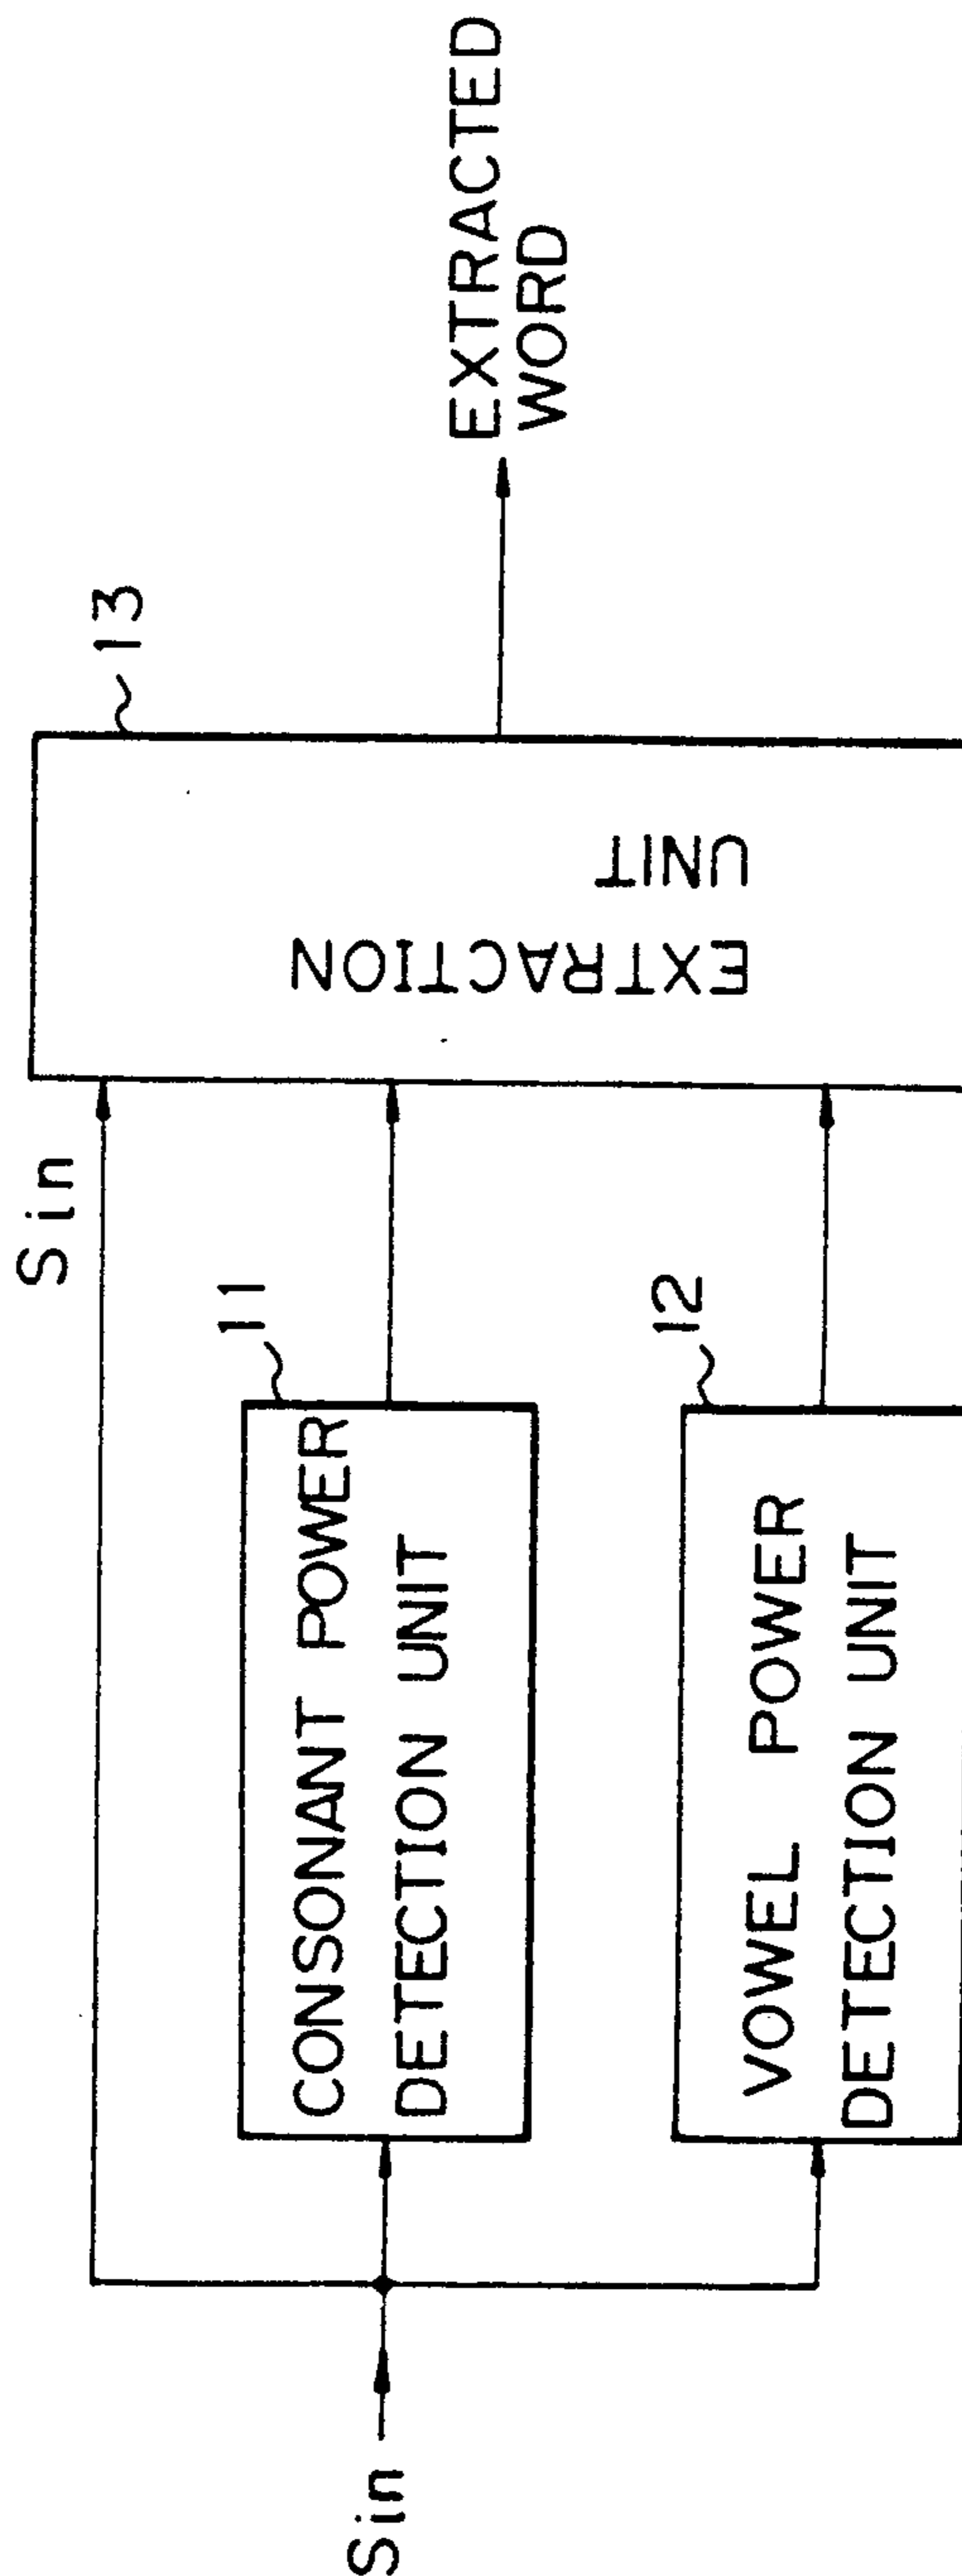 Sin
Sin
11
CONSONANT POWER
DETECTION UNIT
12
VOWEL POWER
DETECTION UNIT
13
EXTRACTION
UNIT
EXTRACTED
WORD